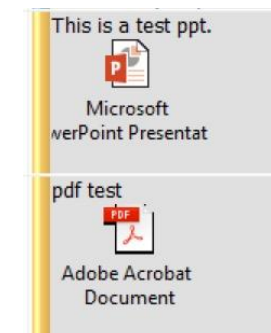 This is a test ppt.
P
Microsoft
werPoint Presentat
pdf test
PDF
Adobe Acrobat
Document